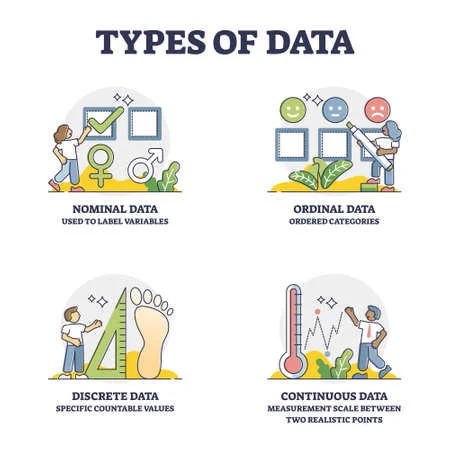 TYPES OF DATA
NOMINAL DATA
USED TO LABEL VARIABLES
ORDINAL DATA
ORDERED CATEGORIES
DISCRETE DATA
SPECIFIC COUNTABLE VALUES
CONTINUOUS DATA
MEASUREMENT SCALE BETWEEN
TWO REALISTIC POINTS